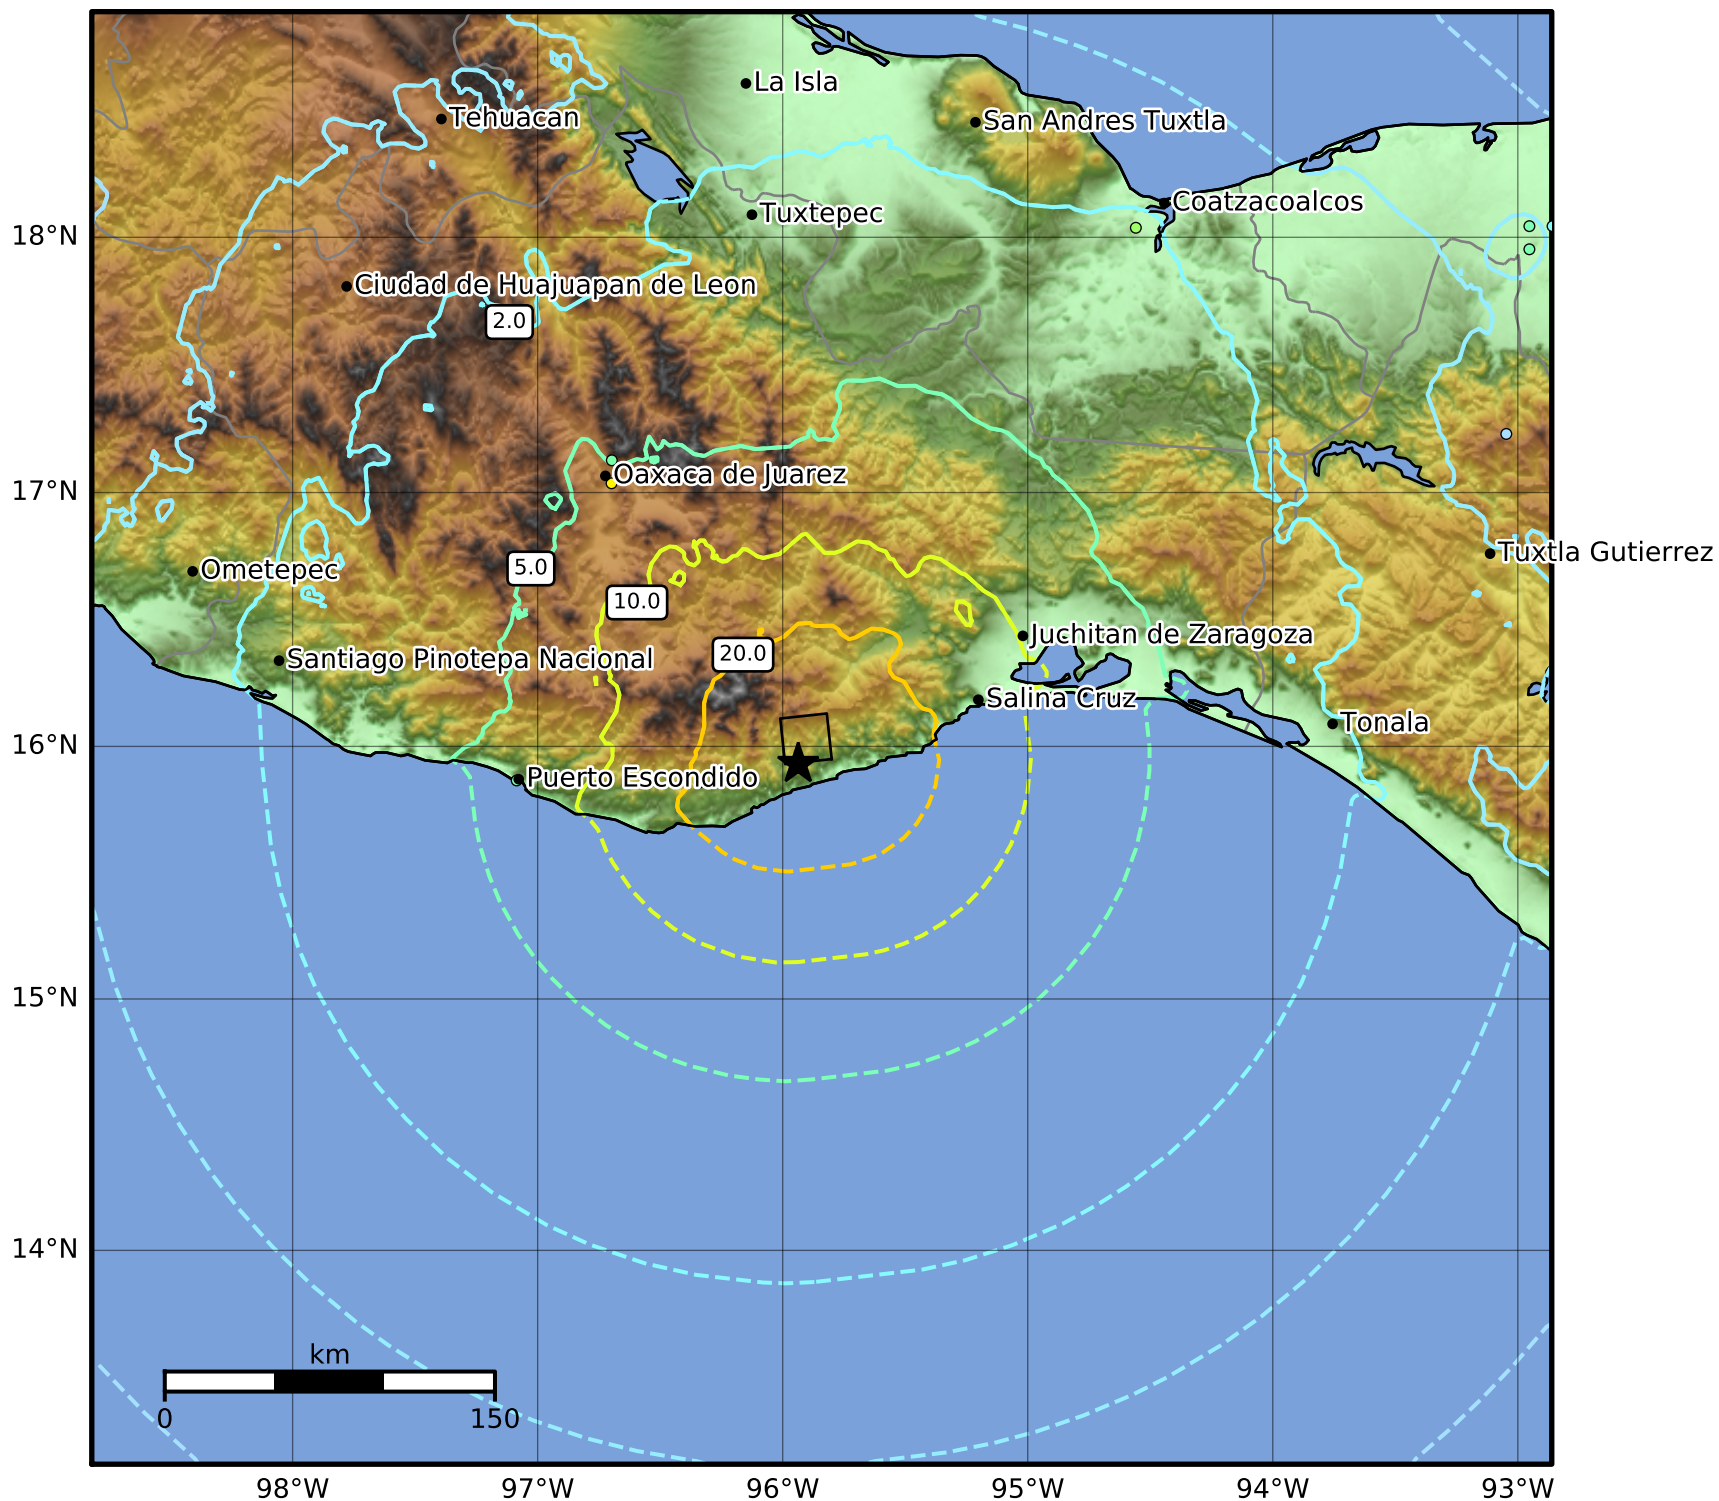 La Isla
Tehuacan
San Andres Tuxtla
Coatzacoalcos
Tuxtepec
18°N
Ciudad de Huajuapan de Leon
2.0
Oaxaca de Juarez
17°N
Tuxtla Gutierrez
5.0
Ometepec
10.0
Juchitan de Zaragoza
20.0
Santiago Pinotepa Nacional
Salina Cruz
Tonala
16°N
Puerto Escondido
15°N
14°N
km
0
150
98°W
97°W
96°W
95°W
94°W
93°W